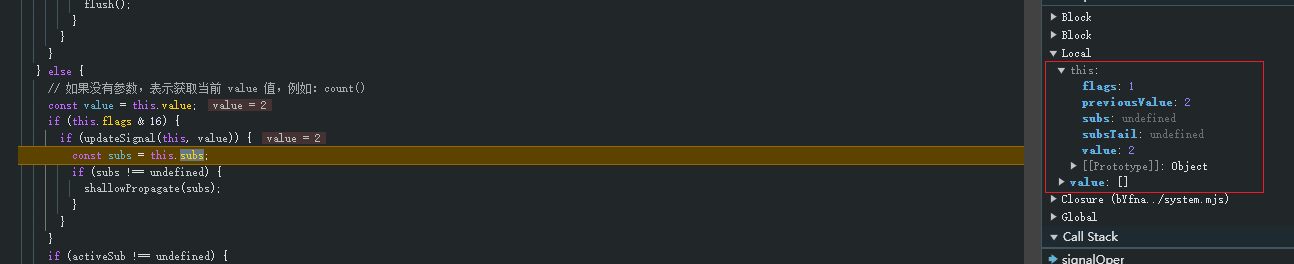 flush();
}
}
}
} else {
// 如果没有参数，表示获取当前 value 值，例如：count()
const value = this.value; value = 2
if (this.flags & 16) {
if (updateSignal(this, value)) { value = 2
const subs = this.subs;
if (subs !== undefined) {
shallowPropagate(subs);
}
}
}
if (activeSub !== undefined) {
Block
Block
Local
this:
flags: 1
previousValue: 2
subs: undefined
subsTail: undefined
value: 2
[[Prototype]]: Object
value: []
Closure (bYfna../system.mjs)
Global
Call Stack
signalOper